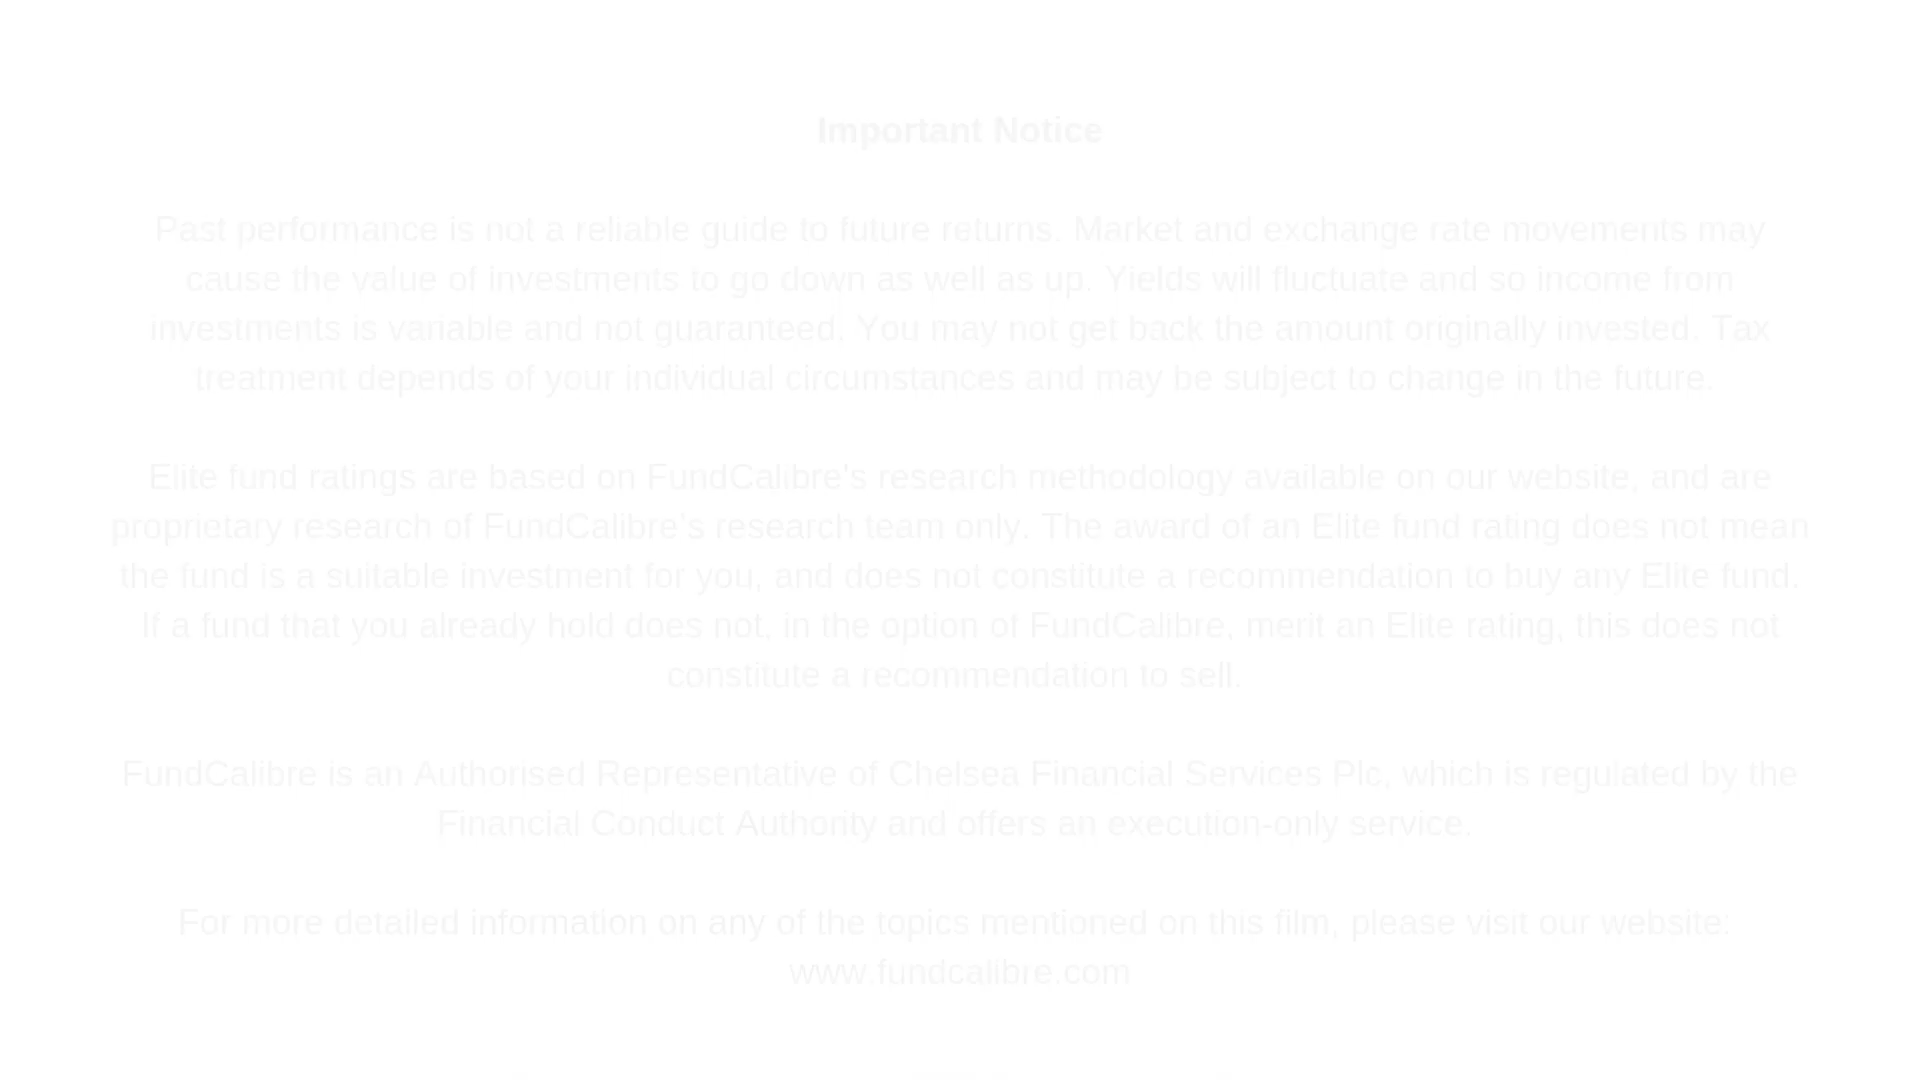 Important Notice
Past performance is not a reliable guide to future returns. Market and exchange rate movements may
cause the value of investments to go down as well as up. Yields will fluctuate and so income from
investments is variable and not guaranteed. You may not get back the amount originally invested. Tax
treatment depends of your individual circumstances and may be subject to change in the future.
Elite fund ratings are based on FundCalibre's research methodology available on our website, and are
proprietary research of FundCalibre's research team only. The award of an Elite fund rating does not mean
the fund is a suitable investment for you, and does not constitute a recommendation to buy any Elite fund.
If a fund that you already hold does not, in the option of FundCalibre, merit an Elite rating, this does not
constitute a recommendation to sell.
FundCalibre is an Authorised Representative of Chelsea Financial Services Plc, which is regulated by the
Financial Conduct Authority and offers an execution-only service.
For more detailed information on any of the topics mentioned on this film, please visit our website:
www.fundcalibre.com